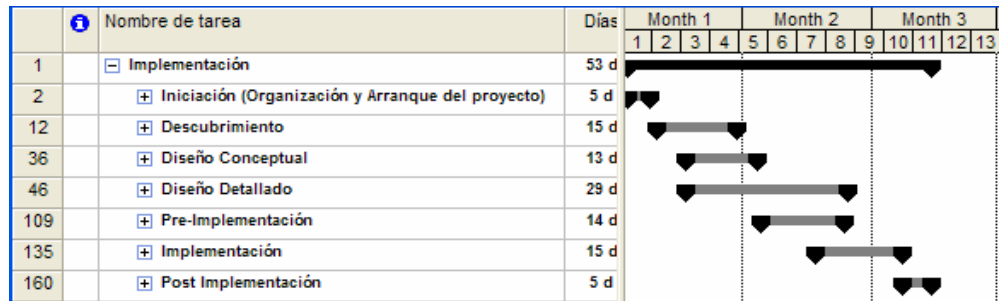 Nombre de tarea Días Month 1 Month 2 Month 3
1 2 3 4 5 6 7 8 9 10 11 12 13
1 Implementación 53 d
2 Iniciación (Organización y Arranque del proyecto) 5 d
12 Descubrimiento 15 d
36 Diseño Conceptual 13 d
46 Diseño Detallado 29 d
109 Pre-Implementación 14 d
135 Implementación 15 d
160 Post Implementación 5 d